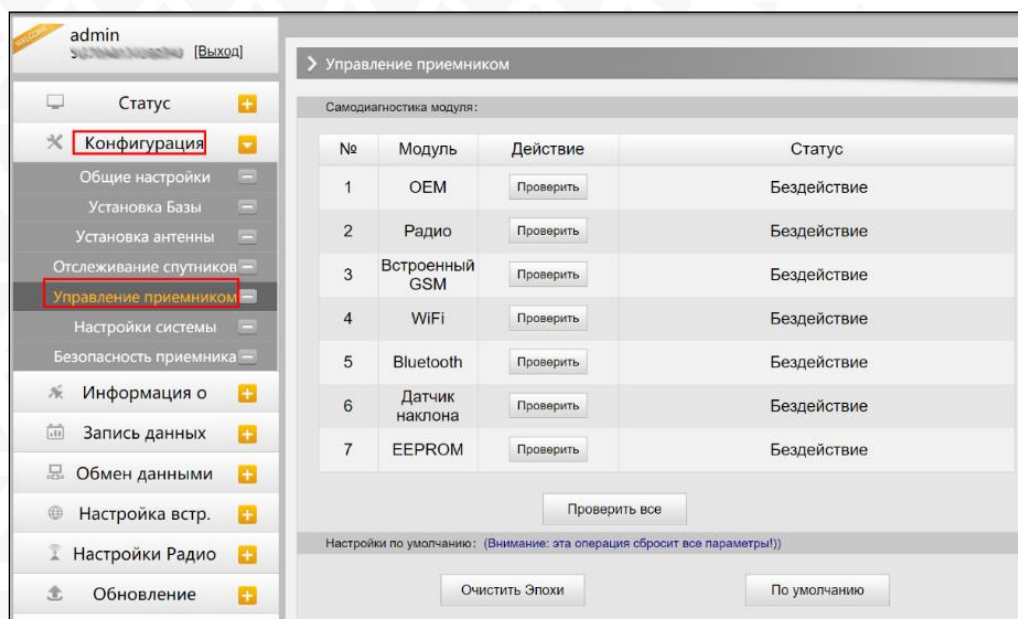 WELCOME
admin
[Выход]
Статус
Конфигурация
Общие настройки
Установка Базы
Установка антенны
Отслеживание спутников
Управление приемником
Настройки системы
Безопасность приемника
Информация о
Запись данных
Обмен данными
Настройка встр.
Настройки Радио
Обновление
Управление приемником
Самодиагностика модуля:
№ Модуль Действие Статус
1 OEM Проверить Бездействие
2 Радио Проверить Бездействие
3 Встроенный GSM Проверить Бездействие
4 WiFi Проверить Бездействие
5 Bluetooth Проверить Бездействие
6 Датчик наклона Проверить Бездействие
7 EEPROM Проверить Бездействие
Проверить все
Настройки по умолчанию: (Внимание: эта операция сбросит все параметры!))
Очистить Эпохи По умолчанию